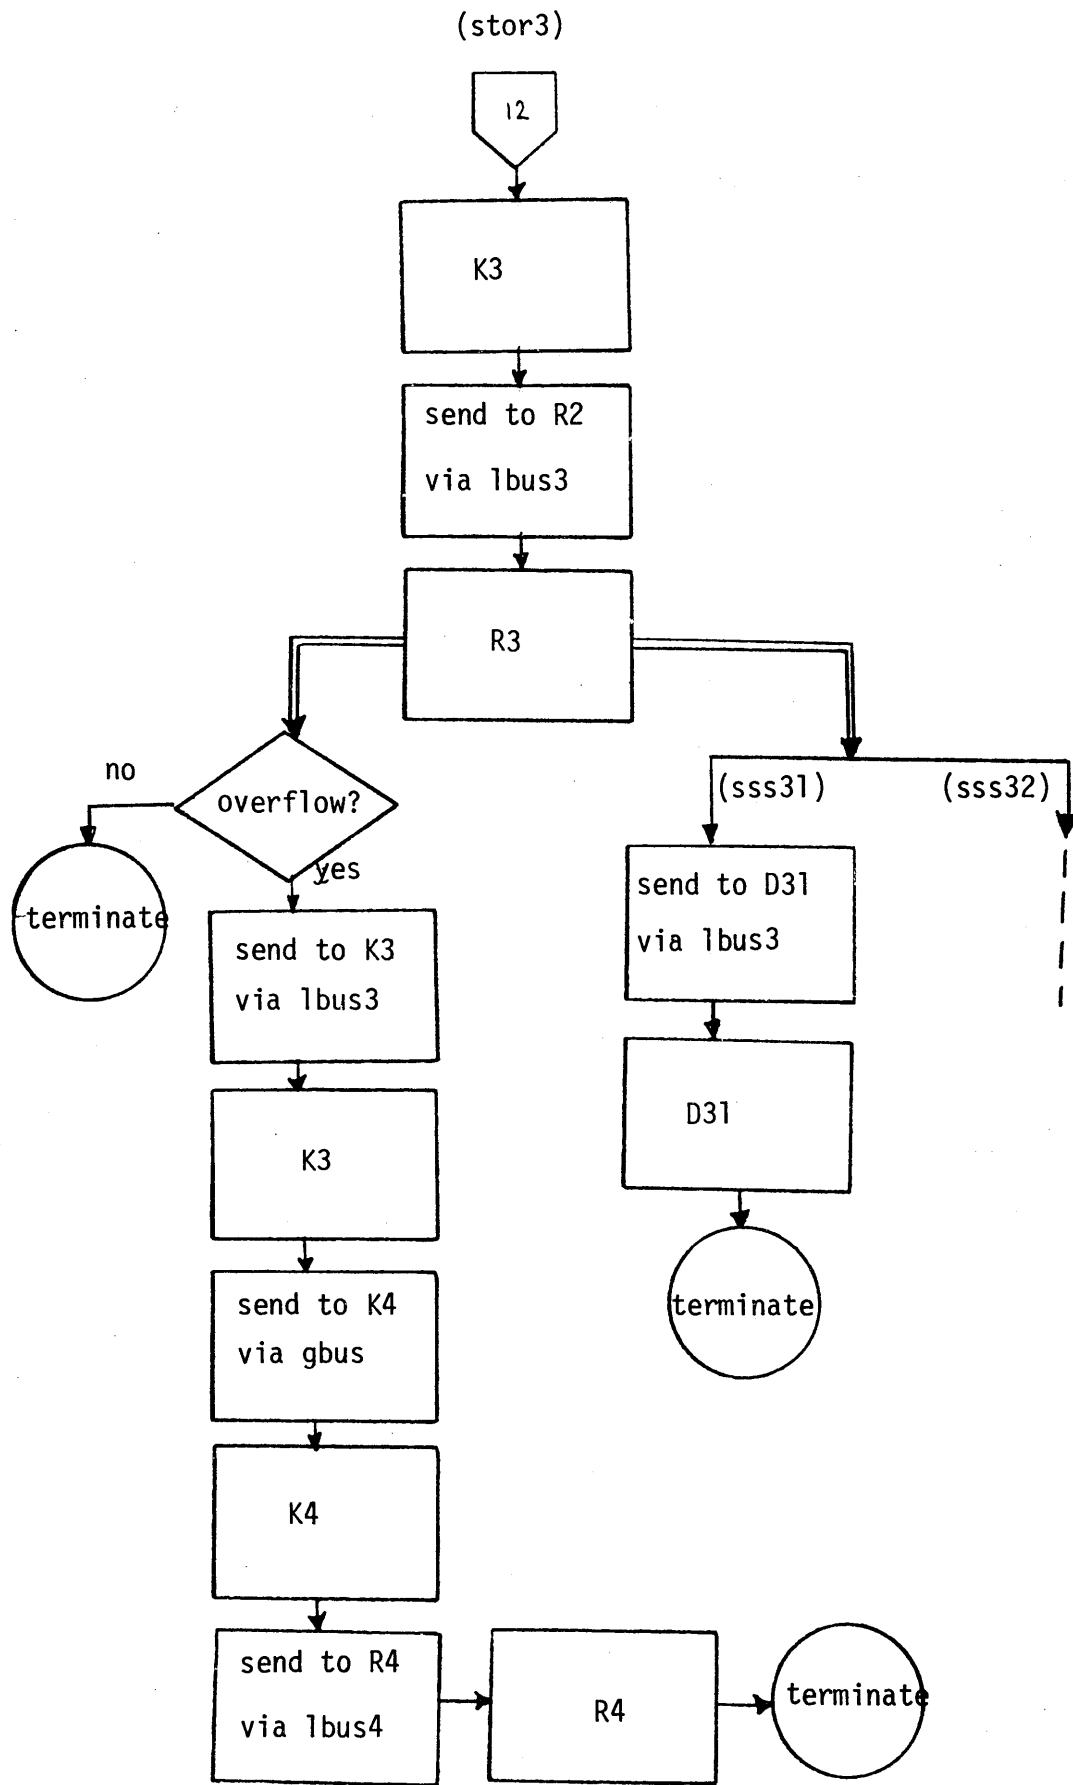 (stor3)
12
K3
send to R2
via lbus3
R3
no
overflow?
yes
terminate
(sss31)
(sss32)
send to D31
via lbus3
send to K3
via lbus3
D31
K3
terminate
send to K4
via gbus
K4
send to R4
via lbus4
R4
terminate